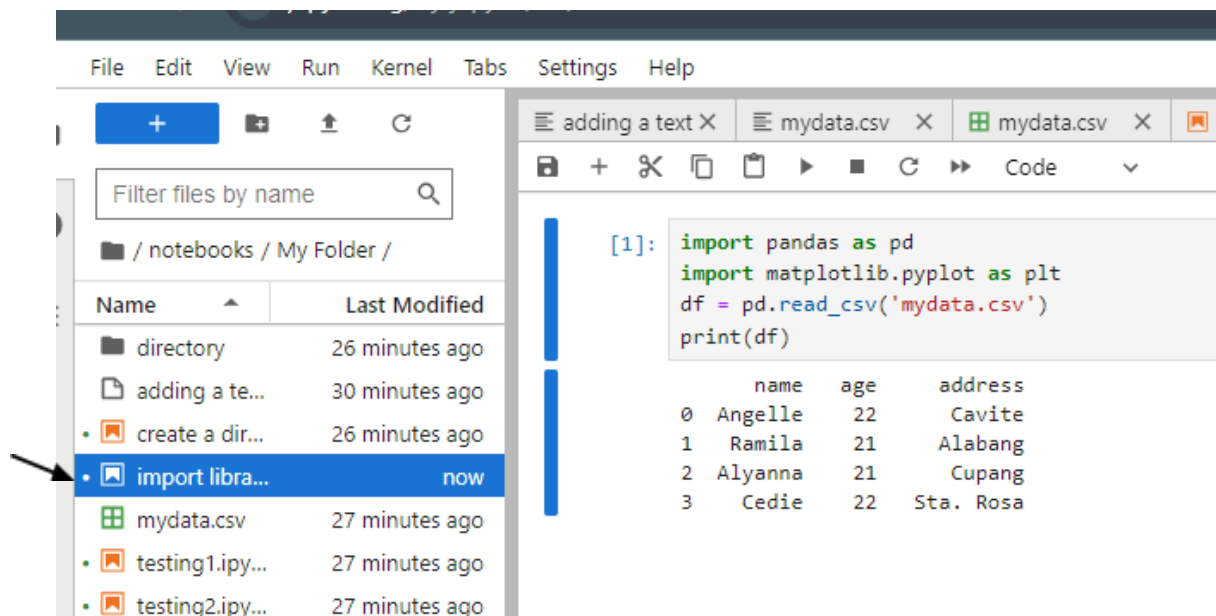 File Edit View Run Kernel Tabs Settings Help
Filter files by name
/ notebooks / My Folder /
Name Last Modified
directory 26 minutes ago
adding a te... 30 minutes ago
create a dir... 26 minutes ago
import libra... now
mydata.csv 27 minutes ago
testing1.ipy... 27 minutes ago
testing2.ipy... 27 minutes ago
adding a text mydata.csv mydata.csv
Code
[1]: import pandas as pd
import matplotlib.pyplot as plt
df = pd.read_csv('mydata.csv')
print(df)
name age address
0 Angelle 22 Cavite
1 Ramila 21 Alabang
2 Alyanna 21 Cupang
3 Cedie 22 Sta. Rosa